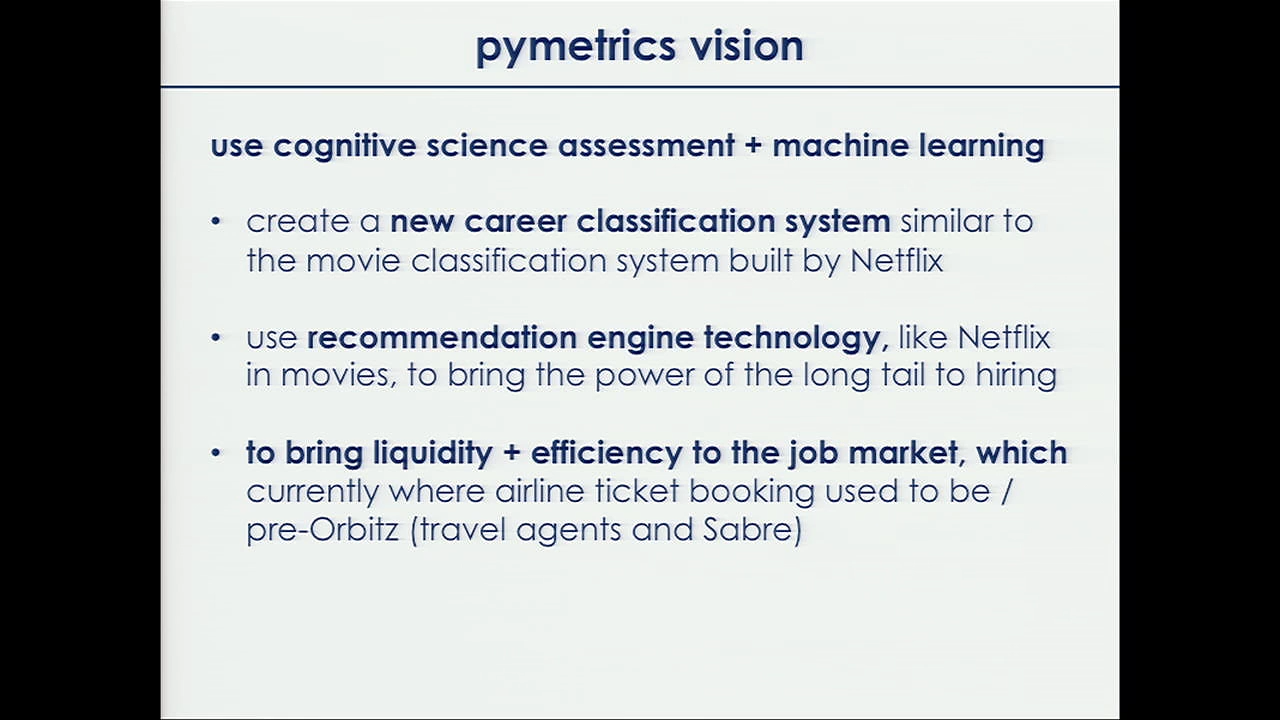 pymetrics vision
use cognitive science assessment + machine learning
• create a new career classification system similar to
the movie classification system built by Netflix
• use recommendation engine technology, like Netflix
in movies, to bring the power of the long tail to hiring
• to bring liquidity + efficiency to the job market, which
currently where airline ticket booking used to be /
pre-Orbitz (travel agents and Sabre)